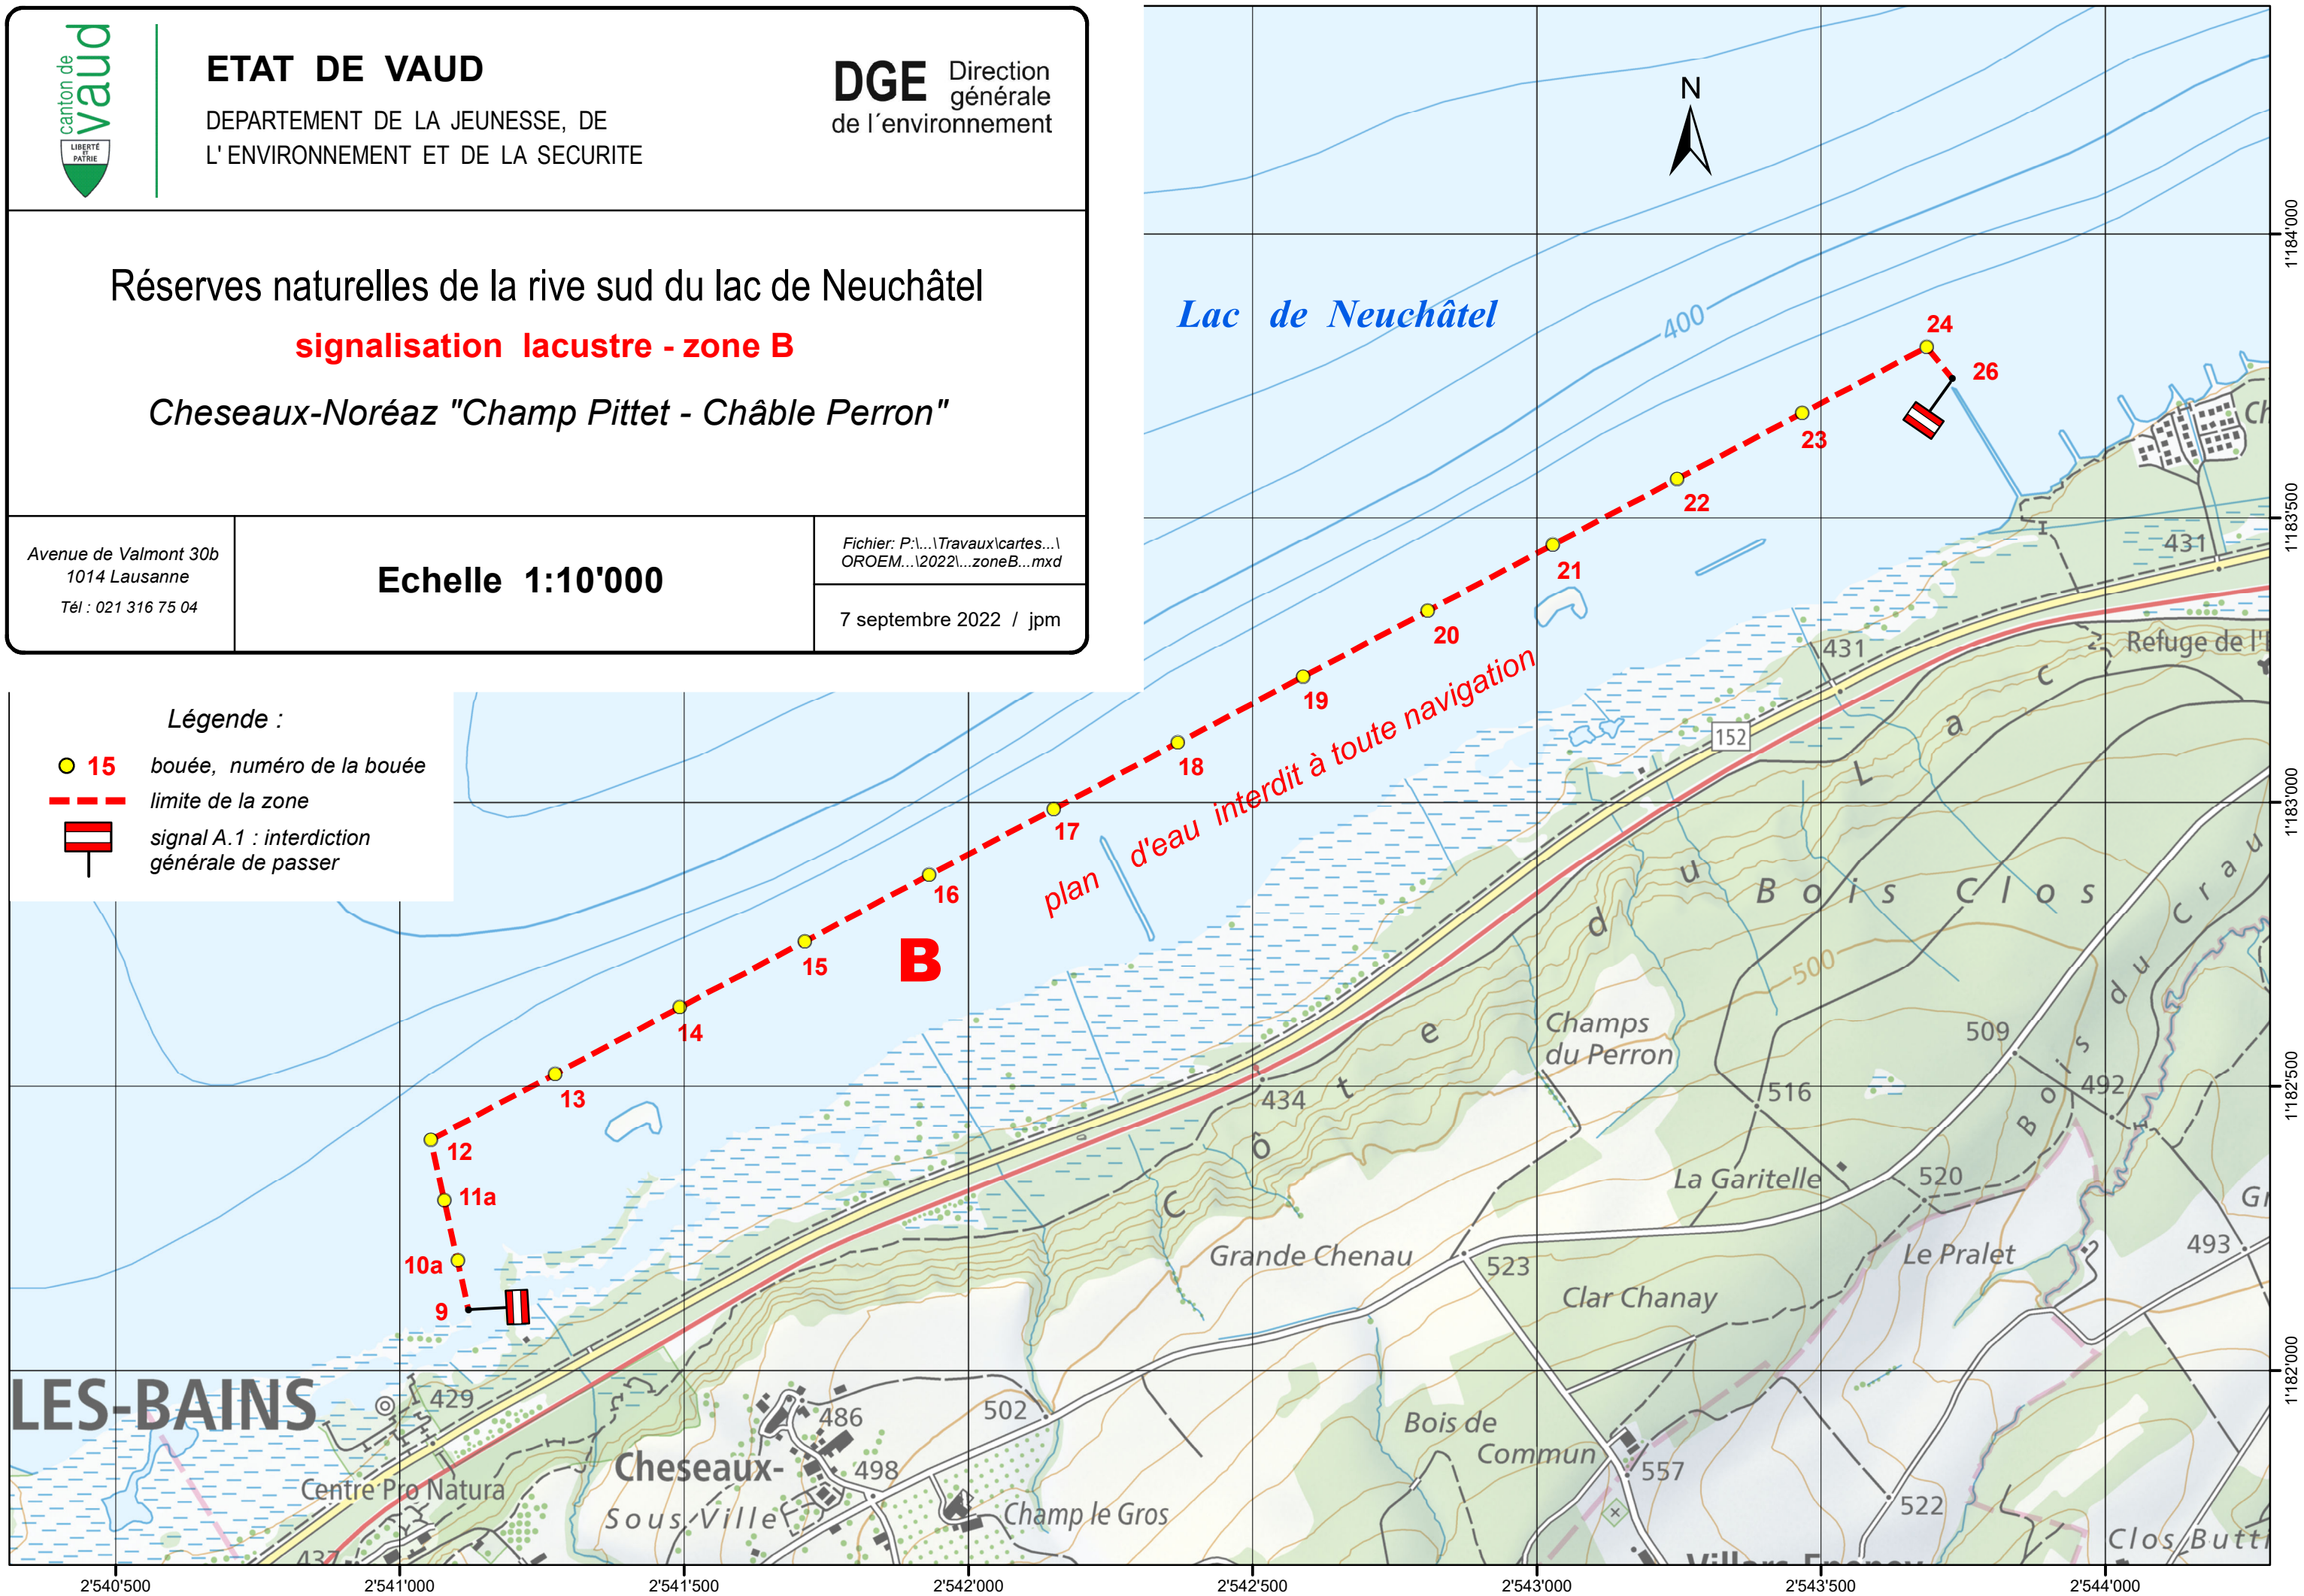 canton de
vaud
LIBERTÉ
ET
PATRIE
ETAT DE VAUD
DEPARTEMENT DE LA JEUNESSE, DE
L' ENVIRONNEMENT ET DE LA SECURITE
DGE Direction
générale
de l´environnement
Réserves naturelles de la rive sud du lac de Neuchâtel
signalisation lacustre - zone B
Cheseaux-Noréaz "Champ Pittet - Châble Perron"
Avenue de Valmont 30b
1014 Lausanne
Tél : 021 316 75 04
Echelle 1:10'000
Fichier: P:\...\Travaux\cartes...\
OROEM...\2022\...zoneB...mxd
7 septembre 2022 / jpm
Légende :
15 bouée, numéro de la bouée
limite de la zone
signal A.1 : interdiction
générale de passer
N
Lac de Neuchâtel
400
24
26
23
22
21
20
19
18
17
16
15
14
13
12
11a
10a
9
B
plan d'eau interdit à toute navigation
Ch
431
431
Refuge de l'
152
Côte du Lac
Bois Clos
Bois du Crau
500
Champs
du Perron
509
492
516
434
La Garitelle
520
Gr
Grande Chenau
523
Le Pralet
493
Clar Chanay
LES-BAINS
429
486
502
Bois de
Commun
557
Cheseaux-
498
Centre Pro Natura
Sous Ville
Champ le Gros
522
Clos Butti
437
Villars-Epeney
1'184'000
1'183'500
1'183'000
1'182'500
1'182'000
2'540'500
2'541'000
2'541'500
2'542'000
2'542'500
2'543'000
2'543'500
2'544'000